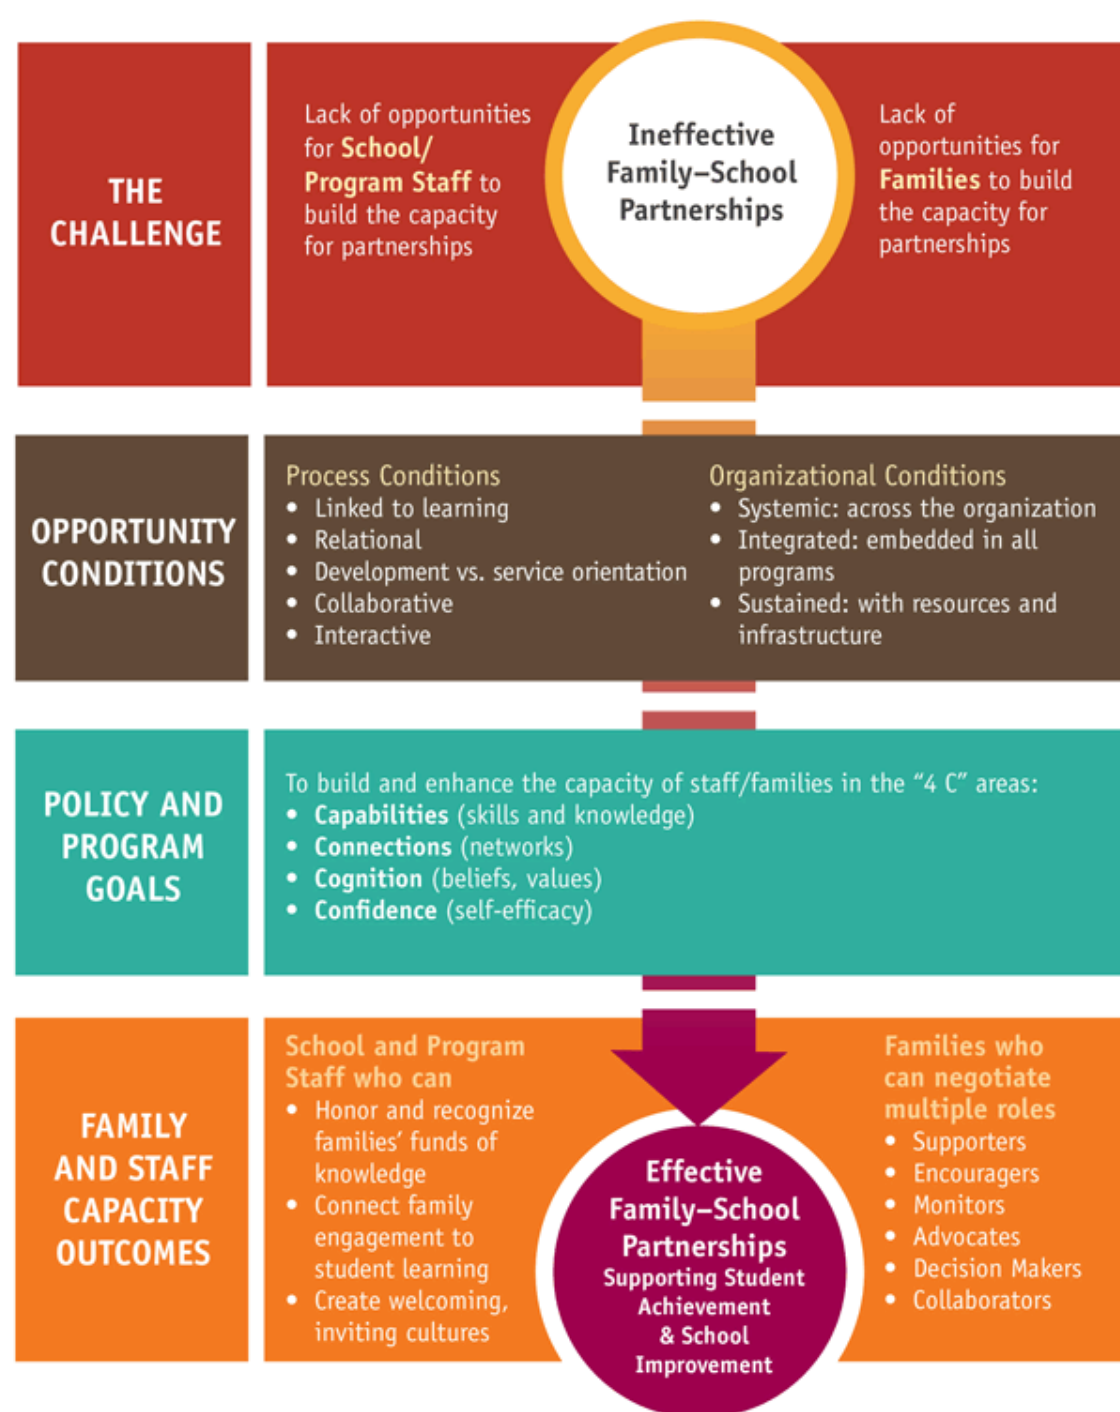 THE
CHALLENGE
Lack of opportunities
for School/
Program Staff to
build the capacity
for partnerships
Ineffective
Family–School
Partnerships
Lack of
opportunities for
Families to build
the capacity for
partnerships
OPPORTUNITY
CONDITIONS
Process Conditions
• Linked to learning
• Relational
• Development vs. service orientation
• Collaborative
• Interactive
Organizational Conditions
• Systemic: across the organization
• Integrated: embedded in all
programs
• Sustained: with resources and
infrastructure
POLICY AND
PROGRAM
GOALS
To build and enhance the capacity of staff/families in the “4 C” areas:
• Capabilities (skills and knowledge)
• Connections (networks)
• Cognition (beliefs, values)
• Confidence (self-efficacy)
FAMILY
AND STAFF
CAPACITY
OUTCOMES
School and Program
Staff who can
• Honor and recognize
families’ funds of
knowledge
• Connect family
engagement to
student learning
• Create welcoming,
inviting cultures
Effective
Family–School
Partnerships
Supporting Student
Achievement
& School
Improvement
Families who
can negotiate
multiple roles
• Supporters
• Encouragers
• Monitors
• Advocates
• Decision Makers
• Collaborators